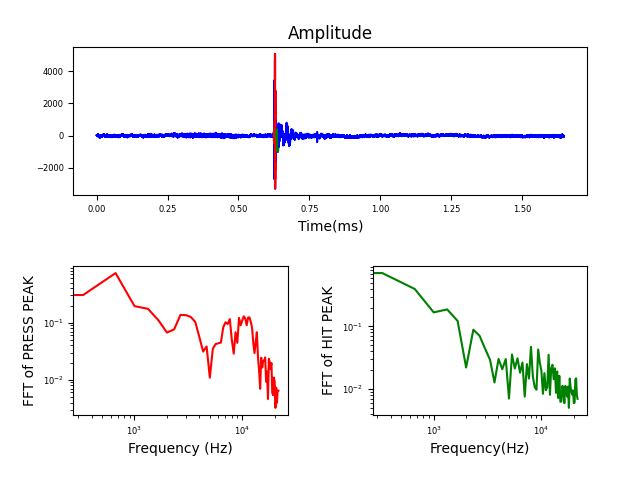 Amplitude
4000
2000
0
−2000
0.00 0.25 0.50 0.75 1.00 1.25 1.50
Time(ms)
FFT of PRESS PEAK
10⁻¹
10⁻²
10³ 10⁴
Frequency (Hz)
FFT of HIT PEAK
10⁻¹
10⁻²
10³ 10⁴
Frequency(Hz)